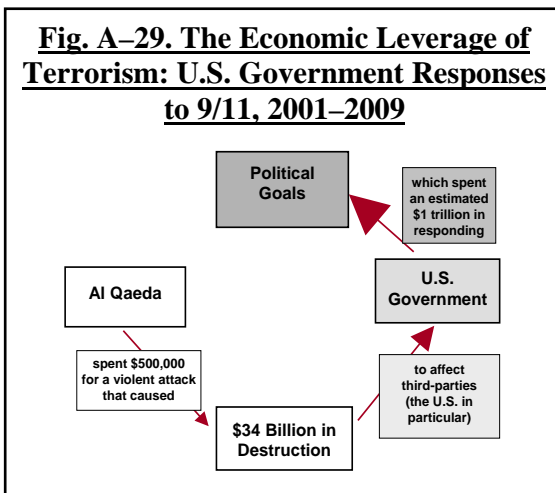 Fig. A–29. The Economic Leverage of
Terrorism: U.S. Government Responses
to 9/11, 2001–2009
Political
Goals
which spent
an estimated
$1 trillion in
responding
Al Qaeda
U.S.
Government
spent $500,000
for a violent attack
that caused
to affect
third-parties
(the U.S. in
particular)
$34 Billion in
Destruction